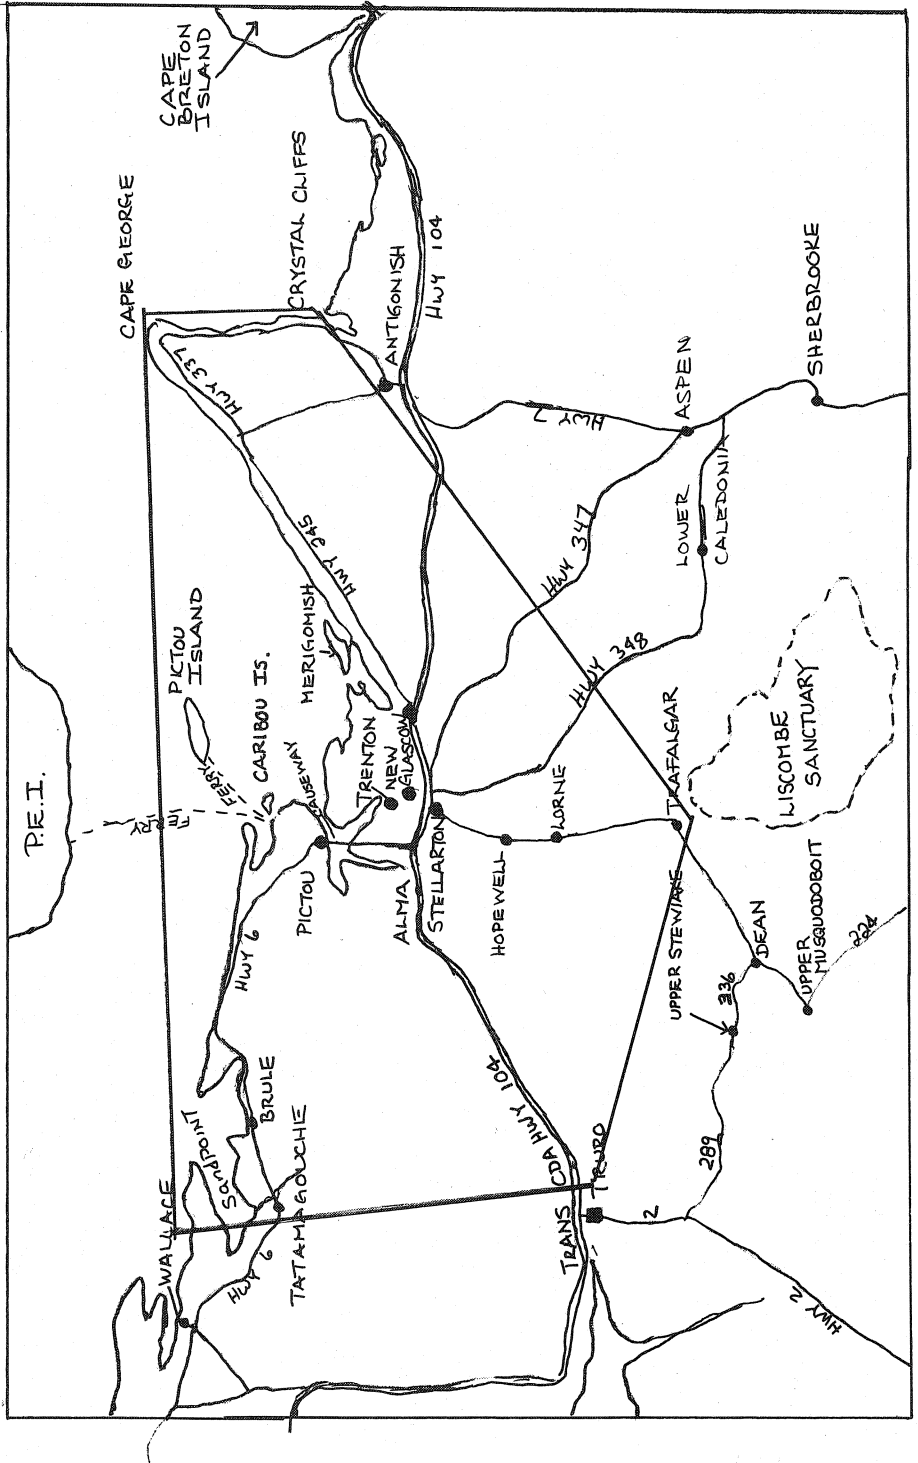 CAPE
BRETON
ISLAND
CAPE GEORGE
CRYSTAL CLIFFS
ANTIGONISH
HWY 104
SHERBROOKE
ASPEN
HWY 7
HWY 337
HWY 245
HWY 347
LOWER
CALEDONIA
HWY 348
PICTOU
ISLAND
MERIGOMISH
CARIBOU IS.
P.E.I.
FERRY
FERRY
CAUSEWAY
TRENTON
NEW
GLASGOW
PICTOU
ALMA
STELLARTON
HOPEWELL
LORNE
TRAFALGAR
LISCOMBE
SANCTUARY
HWY 6
UPPER STEWIAKE
DEAN
UPPER
MUSQUODOBOIT
224
336
289
BRULE
SANDPOINT
TATAMAGOUCHE
WALLACE
HWY 6
TRANS CDA HWY 104
TRURO
2
HWY 2